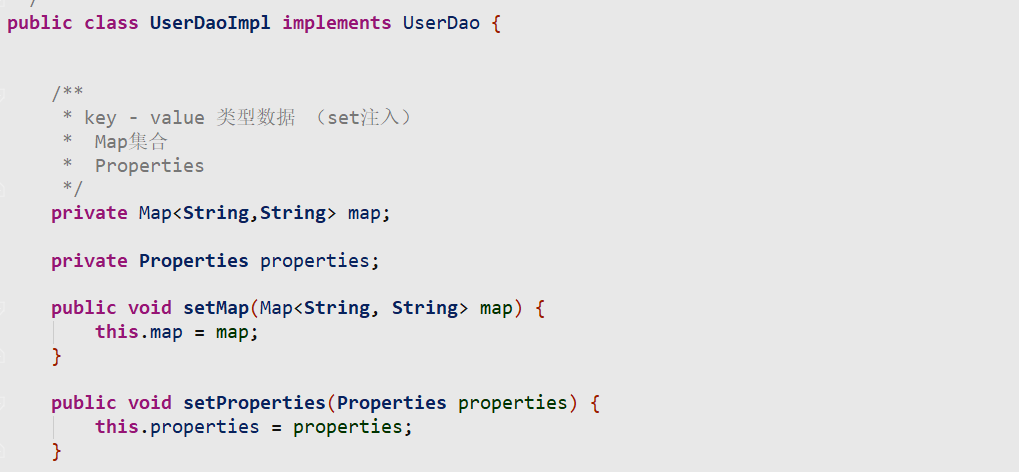 /
public class UserDaoImpl implements UserDao {
/**
* key - value 类型数据 （set注入）
*  Map集合
*  Properties
*/
private Map<String,String> map;
private Properties properties;
public void setMap(Map<String, String> map) {
this.map = map;
}
public void setProperties(Properties properties) {
this.properties = properties;
}